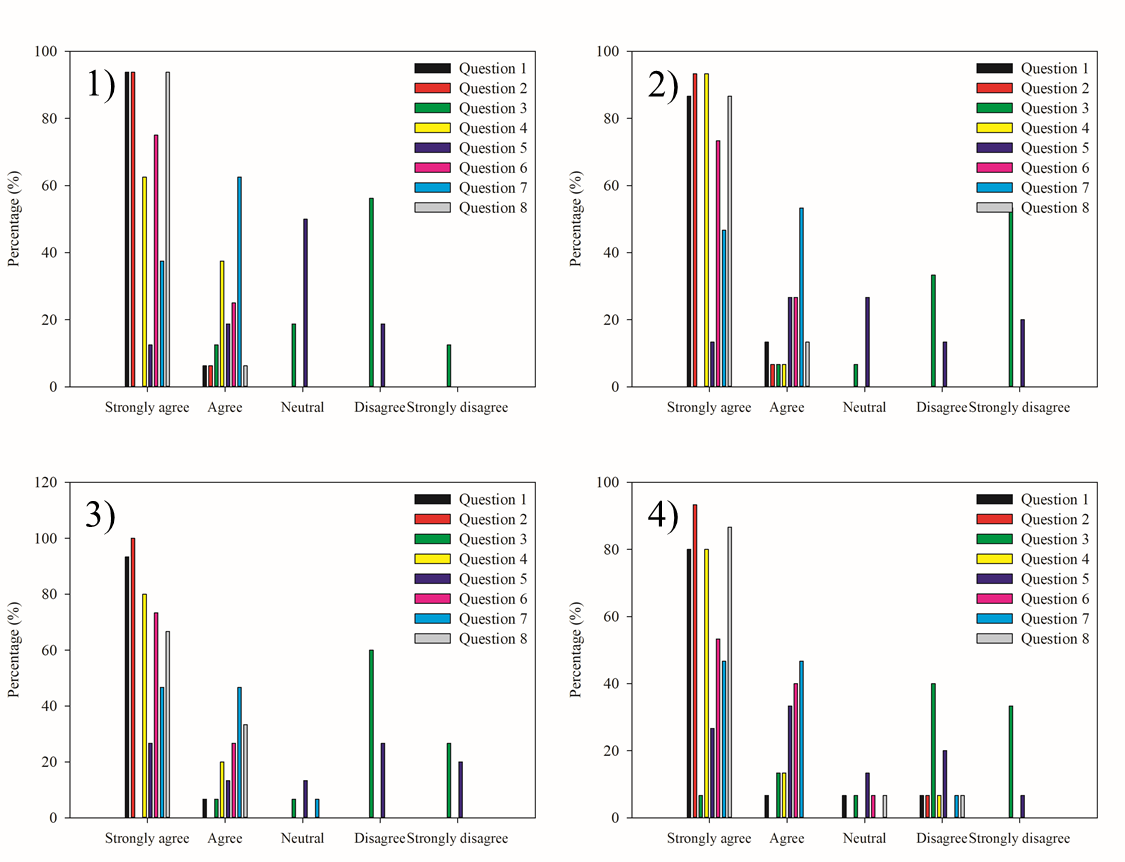 1)
Percentage (%)
100
80
60
40
20
0
Question 1
Question 2
Question 3
Question 4
Question 5
Question 6
Question 7
Question 8
Strongly agree Agree Neutral Disagree Strongly disagree
2)
Percentage (%)
100
80
60
40
20
0
Question 1
Question 2
Question 3
Question 4
Question 5
Question 6
Question 7
Question 8
Strongly agree Agree Neutral Disagree Strongly disagree
3)
Percentage (%)
120
100
80
60
40
20
0
Question 1
Question 2
Question 3
Question 4
Question 5
Question 6
Question 7
Question 8
Strongly agree Agree Neutral Disagree Strongly disagree
4)
Percentage (%)
100
80
60
40
20
0
Question 1
Question 2
Question 3
Question 4
Question 5
Question 6
Question 7
Question 8
Strongly agree Agree Neutral Disagree Strongly disagree